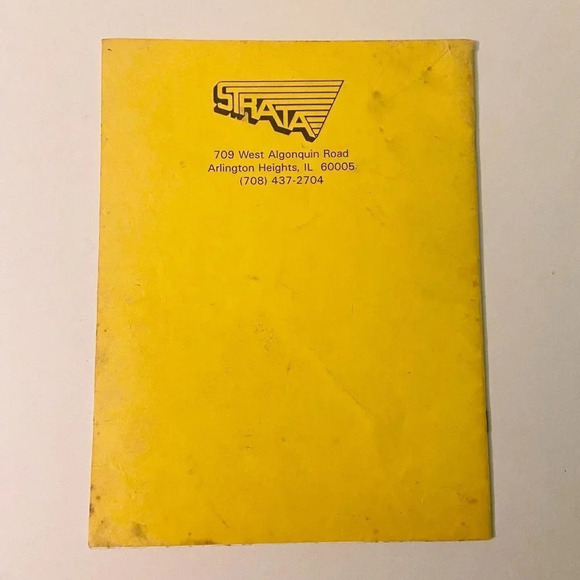 STRATA
709 West Algonquin Road
Arlington Heights, IL 60005
(708) 437-2704